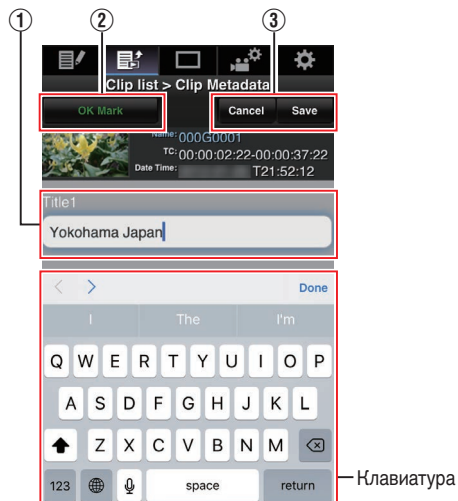 ① ② ③
Clip list > Clip Metadata
OK Mark Cancel Save
Name: 000G0001
TC: 00:00:02:22-00:00:37:22
Date Time: T21:52:12
Title1
Yokohama Japan
Done
I The I'm
Q W E R T Y U I O P
A S D F G H J K L
Z X C V B N M
123 space return
Клавиатура